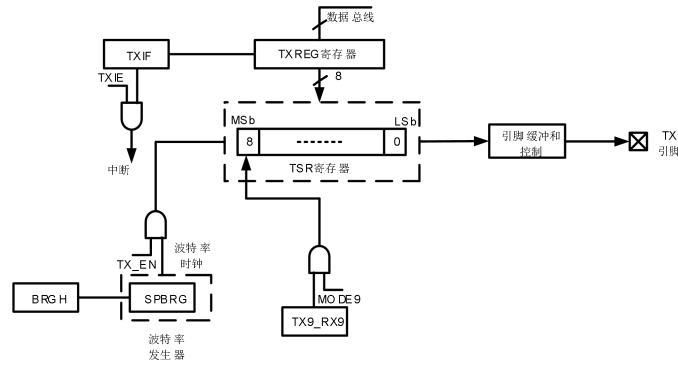 数据总线
TXIF
TXREG寄存器
TXIE
8
MSb
LSb
8
0
TSR寄存器
引脚缓冲和
控制
TX
引脚
中断
TX_EN
波特率
时钟
BRGH
SPBRG
MODE9
TX9_RX9
波特率
发生器